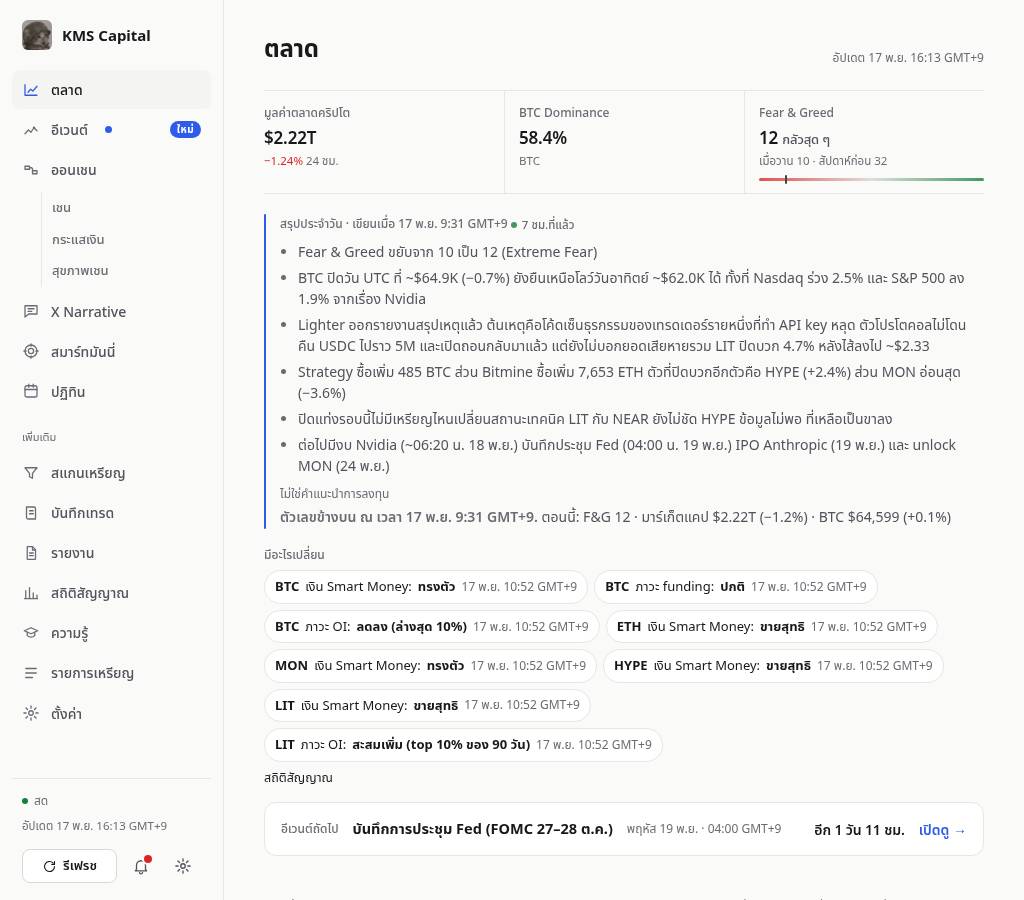 KMS Capital
ตลาด
อีเวนต์
ใหม่
ออนเชน
เชน
กระแสเงิน
สุขภาพเชน
X Narrative
สมาร์ทมันนี่
ปฏิทิน
เพิ่มเติม
สแกนเหรียญ
บันทึกเทรด
รายงาน
สถิติสัญญาณ
ความรู้
รายการเหรียญ
ตั้งค่า
สด
อัปเดต 17 พ.ย. 16:13 GMT+9
รีเฟรช
ตลาด
อัปเดต 17 พ.ย. 16:13 GMT+9
มูลค่าตลาดคริปโต
$2.22T
−1.24% 24 ชม.
BTC Dominance
58.4%
BTC
Fear & Greed
12 กลัวสุด ๆ
เมื่อวาน 10 · สัปดาห์ก่อน 32
สรุปประจำวัน · เขียนเมื่อ 17 พ.ย. 9:31 GMT+9 ● 7 ชม.ที่แล้ว
• Fear & Greed ขยับจาก 10 เป็น 12 (Extreme Fear)
• BTC ปิดวัน UTC ที่ ~$64.9K (−0.7%) ยังยืนเหนือโลว์วันอาทิตย์ ~$62.0K ได้ ทั้งที่ Nasdaq ร่วง 2.5% และ S&P 500 ลง
1.9% จากเรื่อง Nvidia
• Lighter ออกรายงานสรุปเหตุแล้ว ต้นเหตุคือโค้ดเซ็นธุรกรรมของเทรดเดอร์รายหนึ่งที่ทำ API key หลุด ตัวโปรโตคอลไม่โดน
คืน USDC ไปราว 5M และเปิดถอนกลับมาแล้ว แต่ยังไม่บอกยอดเสียหายรวม LIT ปิดบวก 4.7% หลังไส้ลงไป ~$2.33
• Strategy ซื้อเพิ่ม 485 BTC ส่วน Bitmine ซื้อเพิ่ม 7,653 ETH ตัวที่ปิดบวกอีกตัวคือ HYPE (+2.4%) ส่วน MON อ่อนสุด
(−3.6%)
• ปิดแท่งรอบนี้ไม่มีเหรียญไหนเปลี่ยนสถานะเทคนิค LIT กับ NEAR ยังไม่ชัด HYPE ข้อมูลไม่พอ ที่เหลือเป็นขาลง
• ต่อไปมีงบ Nvidia (~06:20 น. 18 พ.ย.) บันทึกประชุม Fed (04:00 น. 19 พ.ย.) IPO Anthropic (19 พ.ย.) และ unlock
MON (24 พ.ย.)
ไม่ใช่คำแนะนำการลงทุน
ตัวเลขข้างบน ณ เวลา 17 พ.ย. 9:31 GMT+9. ตอนนี้: F&G 12 · มาร์เก็ตแคป $2.22T (−1.2%) · BTC $64,599 (+0.1%)
มีอะไรเปลี่ยน
BTC เงิน Smart Money: ทรงตัว 17 พ.ย. 10:52 GMT+9
BTC ภาวะ funding: ปกติ 17 พ.ย. 10:52 GMT+9
BTC ภาวะ OI: ลดลง (ล่างสุด 10%) 17 พ.ย. 10:52 GMT+9
ETH เงิน Smart Money: ขายสุทธิ 17 พ.ย. 10:52 GMT+9
MON เงิน Smart Money: ทรงตัว 17 พ.ย. 10:52 GMT+9
HYPE เงิน Smart Money: ขายสุทธิ 17 พ.ย. 10:52 GMT+9
LIT เงิน Smart Money: ขายสุทธิ 17 พ.ย. 10:52 GMT+9
LIT ภาวะ OI: สะสมเพิ่ม (top 10% ของ 90 วัน) 17 พ.ย. 10:52 GMT+9
สถิติสัญญาณ
อีเวนต์ถัดไป บันทึกการประชุม Fed (FOMC 27–28 ต.ค.) พฤหัส 19 พ.ย. · 04:00 GMT+9 อีก 1 วัน 11 ชม. เปิดดู →